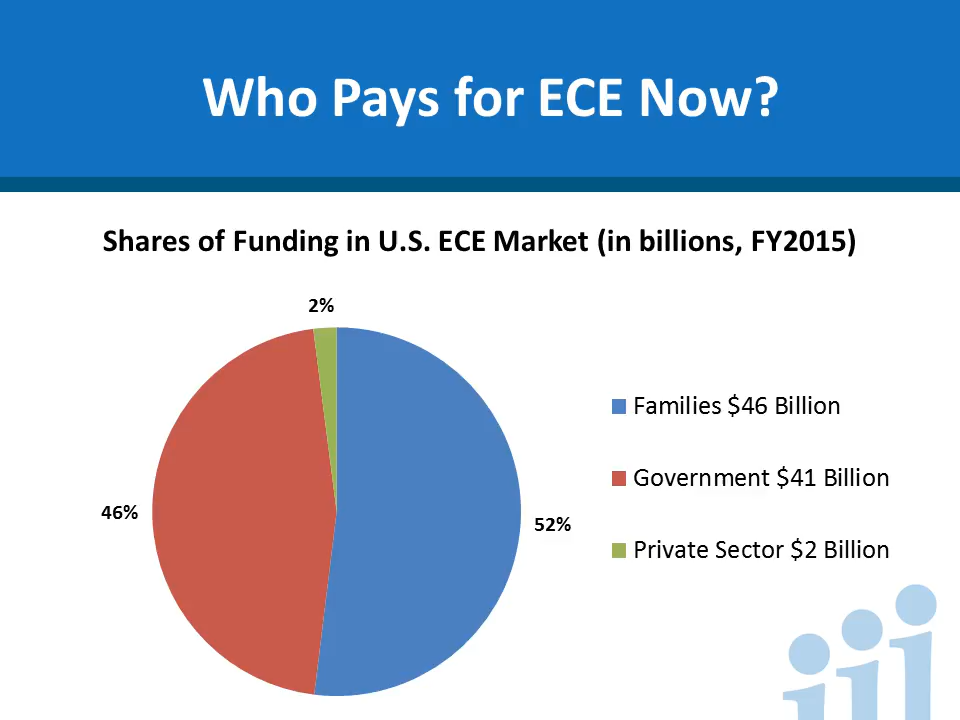 Who Pays for ECE Now?
Shares of Funding in U.S. ECE Market (in billions, FY2015)
2%
Families $46 Billion
Government $41 Billion
46%
52%
Private Sector $2 Billion